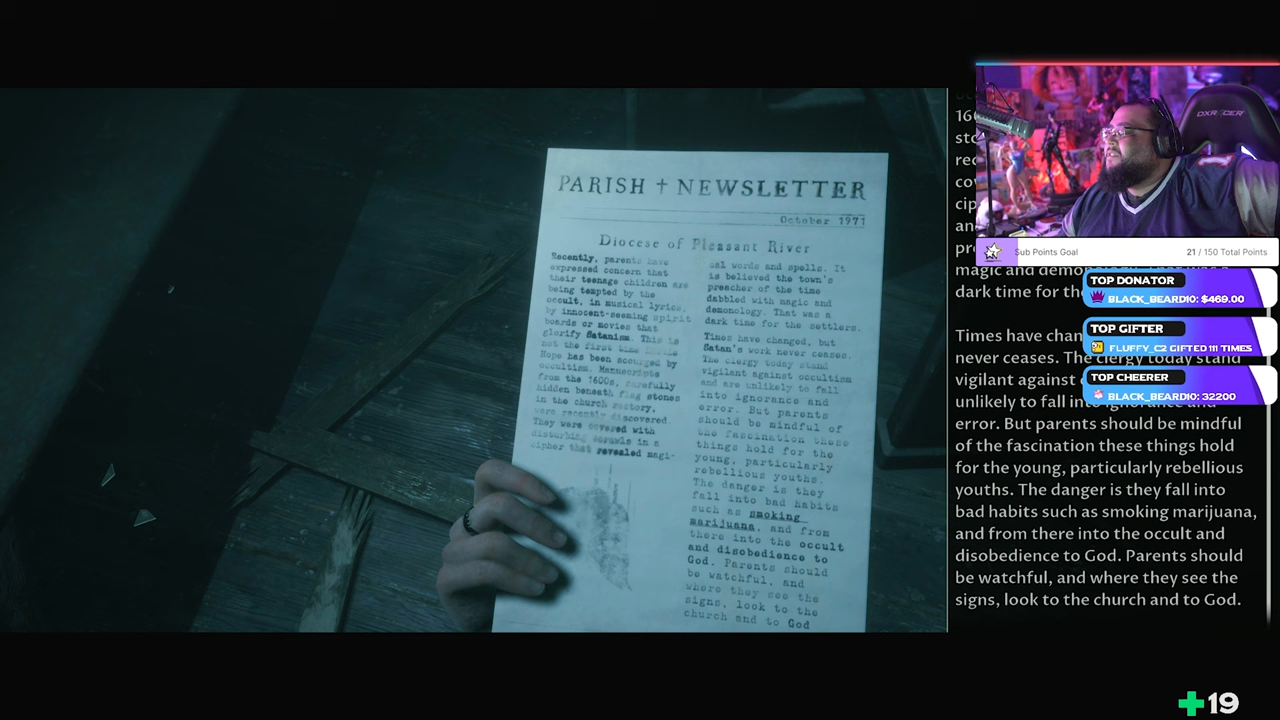 PARISH † NEWSLETTER
October 1971
Diocese of Pleasant River
Recently, parents have
expressed concern that
their teenage children are
being tempted by the
occult, in musical lyrics,
by innocent-seeming spirit
boards or movies that
glorify Satanism. This is
not the first time
Hope has been scourged by
occultism. Manuscripts
from the 1600s, carefully
hidden beneath flag stones
in the church rectory,
were recently discovered.
They were covered with
disturbing scrawls in a
cipher that revealed magi-
cal words and spells. It
is believed the town's
preacher of the time
dabbled with magic and
demonology. That was a
dark time for the settlers.
Times have changed, but
Satan's work never ceases.
The clergy today stand
vigilant against occultism
and are unlikely to fall
into ignorance and
error. But parents
should be mindful of
the fascination these
things hold for the
young, particularly
rebellious youths.
The danger is they
fall into bad habits
such as smoking
marijuana, and from
there into the occult
and disobedience to
God. Parents should
be watchful, and
where they see the
signs, look to the
church and to God
magic and demon
dark time for the
Times have chan
never ceases. The clergy today stand
vigilant against
unlikely to fall into ignorance and
error. But parents should be mindful
of the fascination these things hold
for the young, particularly rebellious
youths. The danger is they fall into
bad habits such as smoking marijuana,
and from there into the occult and
disobedience to God. Parents should
be watchful, and where they see the
signs, look to the church and to God.
DXRACER
Sub Points Goal
21 / 150 Total Points
TOP DONATOR
BLACK_BEARD10: $469.00
TOP GIFTER
FLUFFY_C2 GIFTED 111 TIMES
TOP CHEERER
BLACK_BEARD10: 32200
+19